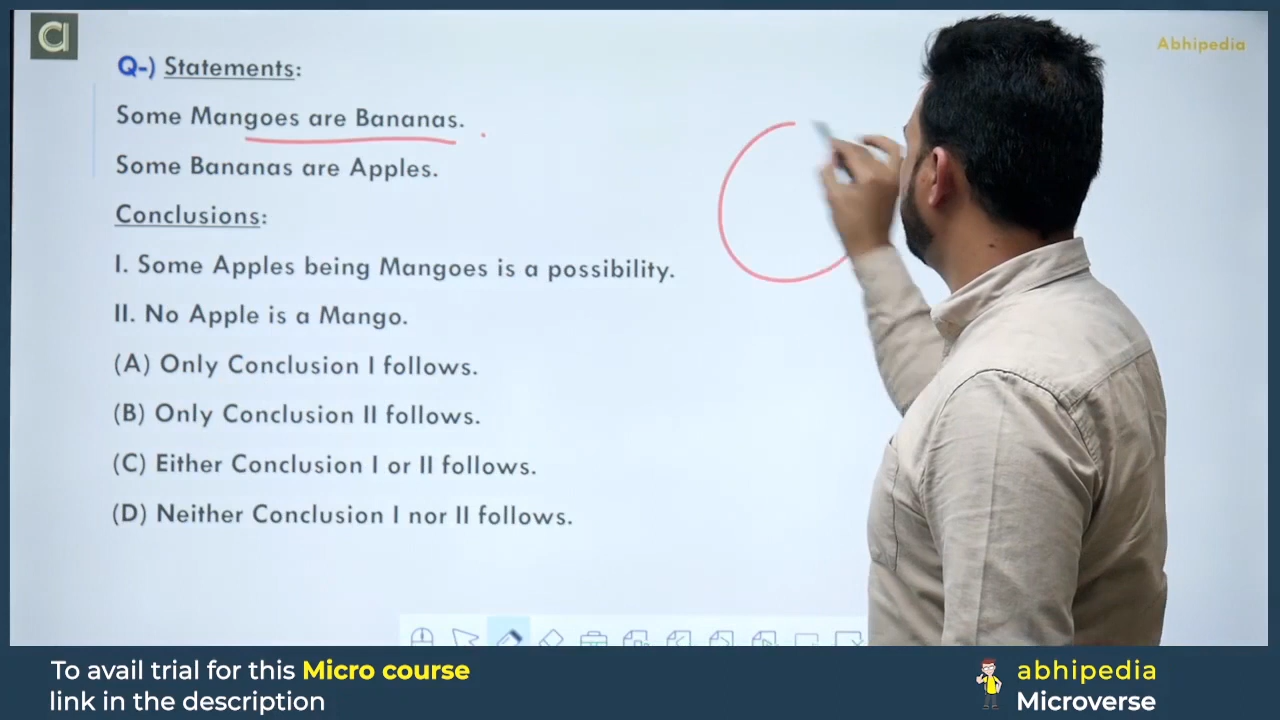 Abhipedia
Q-) Statements:
Some Mangoes are Bananas.
Some Bananas are Apples.
Conclusions:
I. Some Apples being Mangoes is a possibility.
II. No Apple is a Mango.
(A) Only Conclusion I follows.
(B) Only Conclusion II follows.
(C) Either Conclusion I or II follows.
(D) Neither Conclusion I nor II follows.
To avail trial for this Micro course
link in the description
abhipedia
Microverse